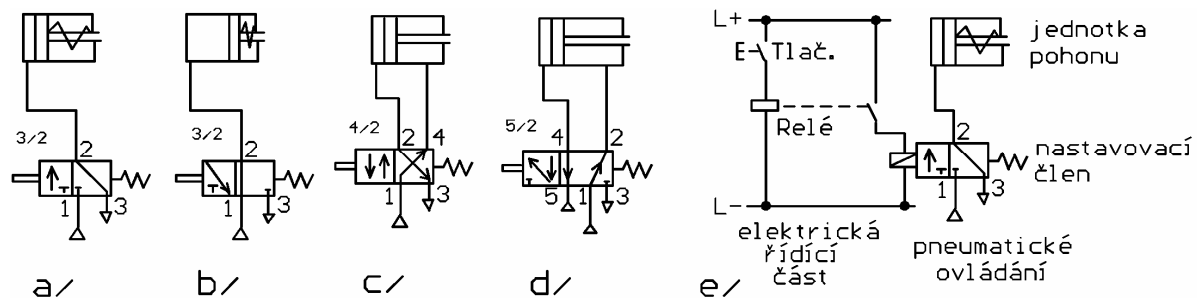 3/2
2
1
3
a/
3/2
2
1
3
b/
4/2
2
4
1
3
c/
5/2
4
2
5
1
3
d/
L+
E
Tlač.
Relé
L-
elektrická
řídící
část
2
1
3
jednotka
pohonu
nastavovací
člen
pneumatické
ovládání
e/